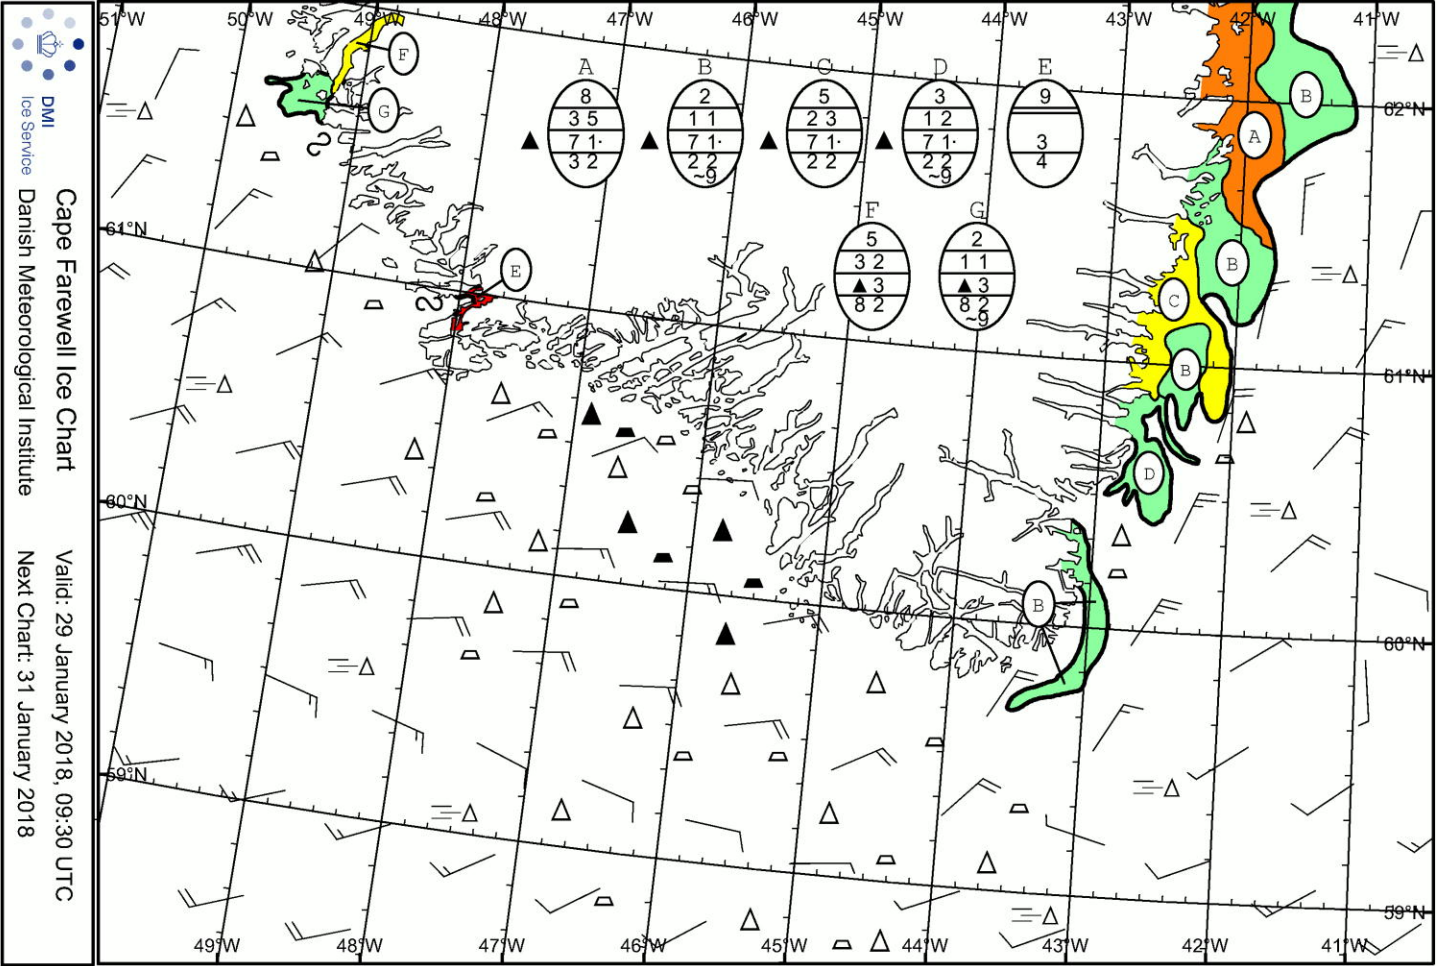 DMI
Ice Service
Cape Farewell Ice Chart
Danish Meteorological Institute
Valid: 29 January 2018, 09:30 UTC
Next Chart: 31 January 2018
51°W 50°W 49°W 48°W 47°W 46°W 45°W 44°W 43°W 42°W 41°W
F
G
A B C D E
8 2 5 3 9
3 5 1 1 2 3 1 2
7 1· 7 1· 7 1· 7 1· 3
3 2 2 2 2 2 2 2 4
~9 ~9
F G
5 2
3 2 1 1
3 3
8 2 8 2
~9
B
62°N
A
B
61°N
E
C
B
61°N
D
60°N
B
60°N
59°N
59°N
49°W 48°W 47°W 46°W 45°W 44°W 43°W 42°W 41°W